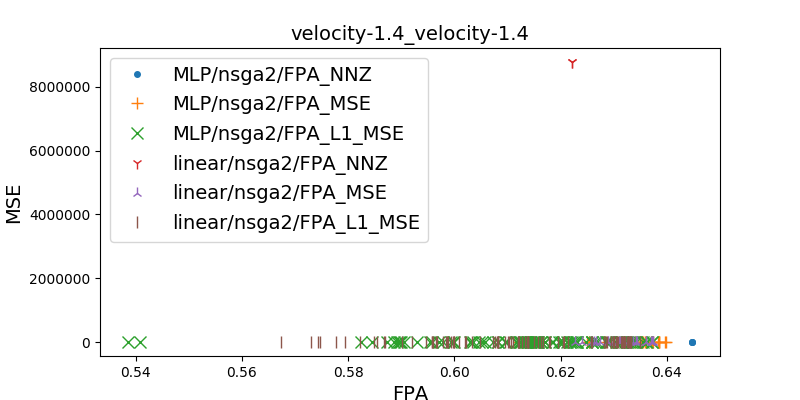 velocity-1.4_velocity-1.4
MSE
8000000
6000000
4000000
2000000
0
MLP/nsga2/FPA_NNZ
MLP/nsga2/FPA_MSE
MLP/nsga2/FPA_L1_MSE
linear/nsga2/FPA_NNZ
linear/nsga2/FPA_MSE
linear/nsga2/FPA_L1_MSE
0.54 0.56 0.58 0.60 0.62 0.64
FPA